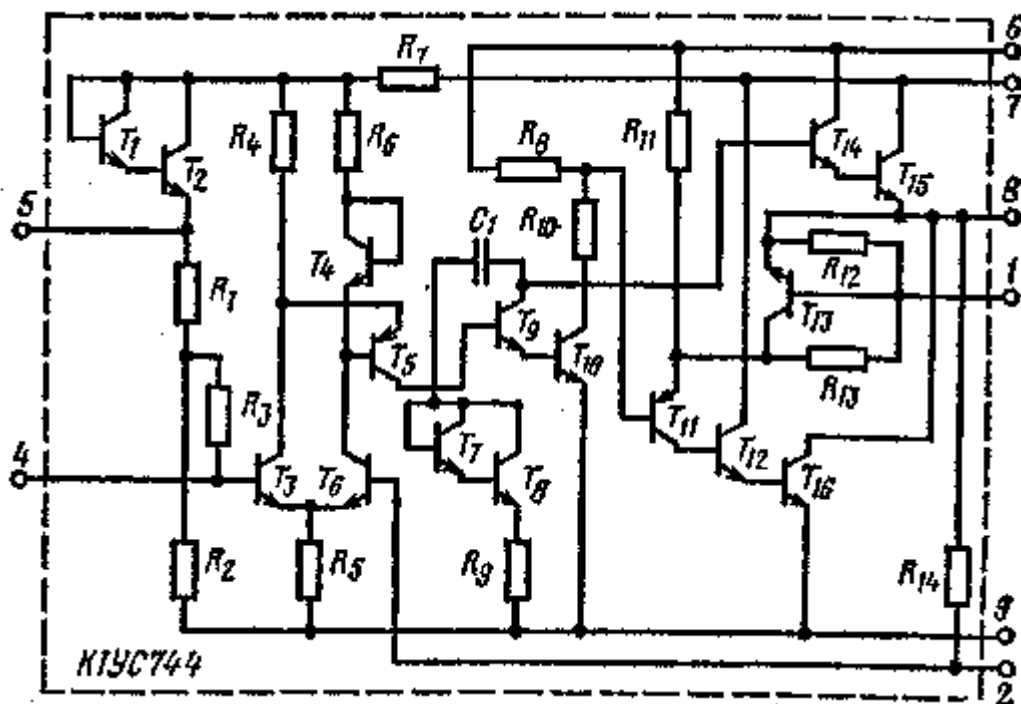 6
R7
7
T1
R4
R6
R8
R11
T14
T2
T15
5
8
R10
C1
T4
R12
R1
1
T9
T13
T5
T10
R3
R13
T11
T7
4
T3
T6
T8
T12
T16
R2
R5
R9
R14
9
К1УС744
2